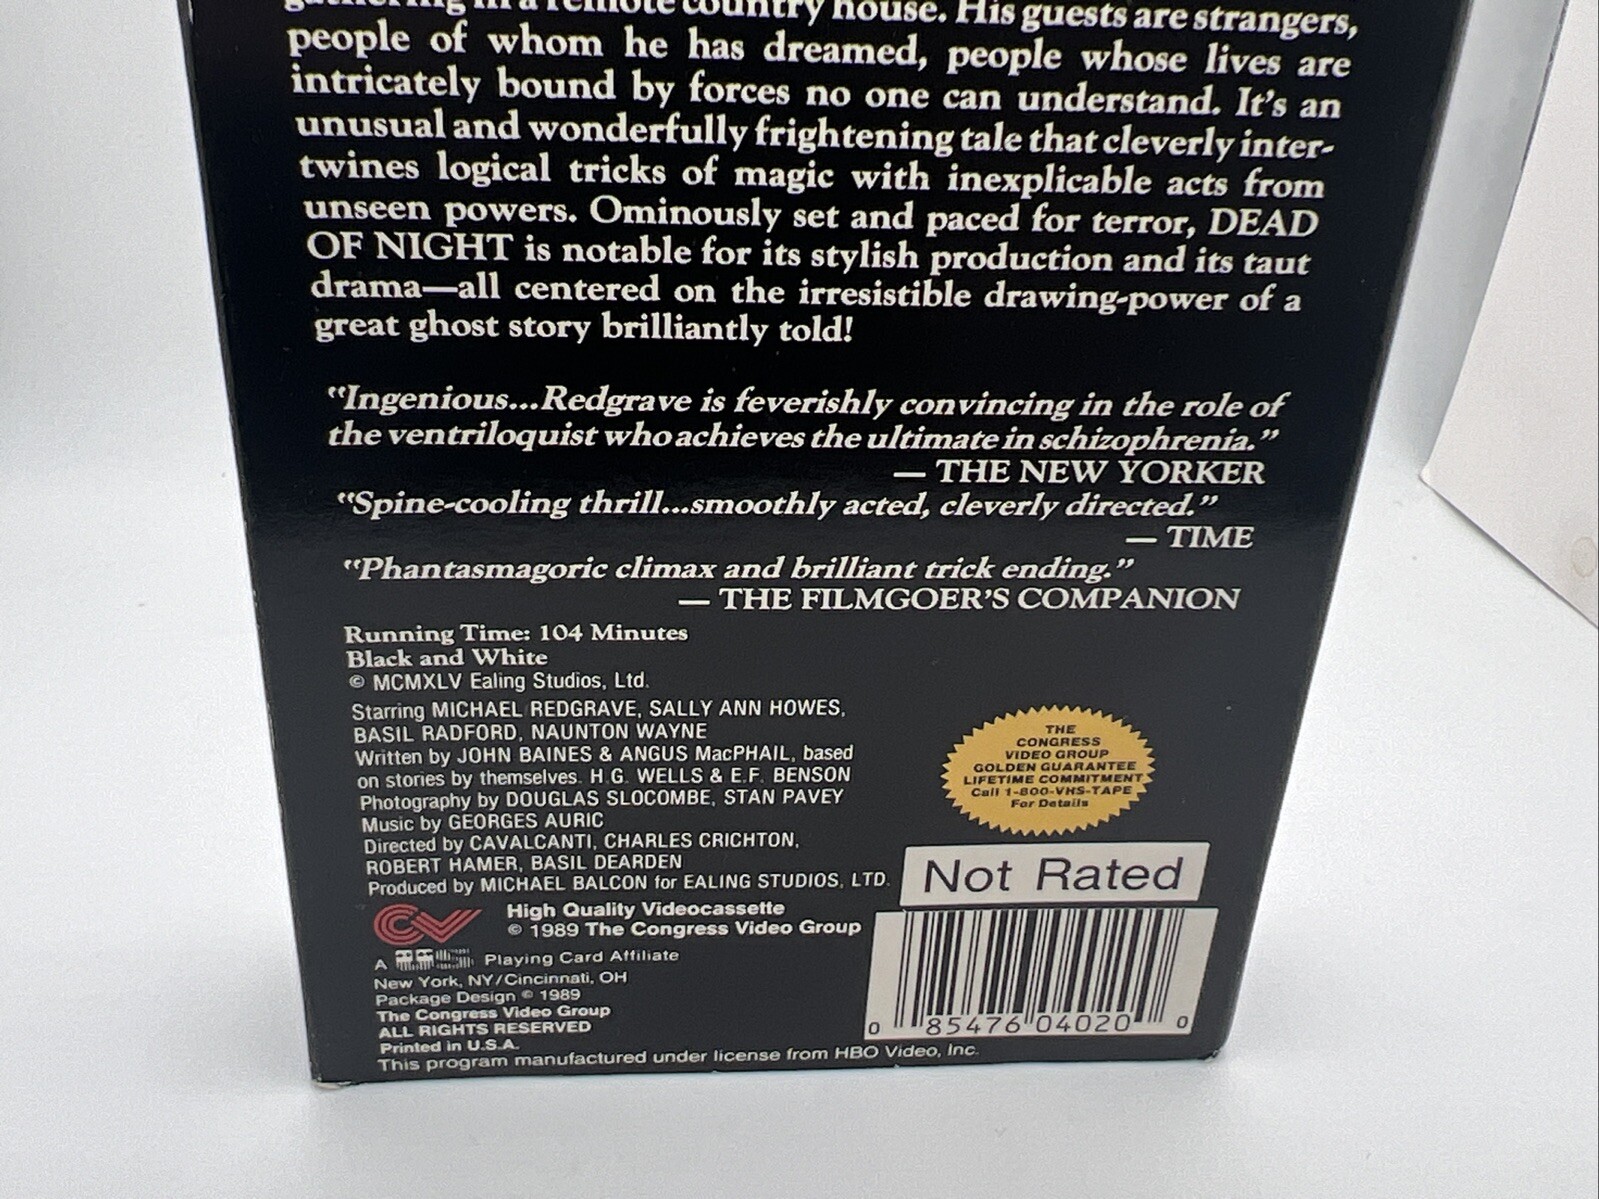 gathering in a remote country house. His guests are strangers,
people of whom he has dreamed, people whose lives are
intricately bound by forces no one can understand. It's an
unusual and wonderfully frightening tale that cleverly inter-
twines logical tricks of magic with inexplicable acts from
unseen powers. Ominously set and paced for terror, DEAD
OF NIGHT is notable for its stylish production and its taut
drama—all centered on the irresistible drawing-power of a
great ghost story brilliantly told!
"Ingenious...Redgrave is feverishly convincing in the role of
the ventriloquist who achieves the ultimate in schizophrenia."
— THE NEW YORKER
"Spine-cooling thrill...smoothly acted, cleverly directed."
— TIME
"Phantasmagoric climax and brilliant trick ending."
— THE FILMGOER'S COMPANION
Running Time: 104 Minutes
Black and White
© MCMXLV Ealing Studios, Ltd.
Starring MICHAEL REDGRAVE, SALLY ANN HOWES,
BASIL RADFORD, NAUNTON WAYNE
Written by JOHN BAINES & ANGUS MacPHAIL, based
on stories by themselves. H.G. WELLS & E.F. BENSON
Photography by DOUGLAS SLOCOMBE, STAN PAVEY
Music by GEORGES AURIC
Directed by CAVALCANTI, CHARLES CRICHTON,
ROBERT HAMER, BASIL DEARDEN
Produced by MICHAEL BALCON for EALING STUDIOS, LTD.
THE
CONGRESS
VIDEO GROUP
GOLDEN GUARANTEE
LIFETIME COMMITMENT
Call 1-800-VHS-TAPE
For Details
Not Rated
CV
High Quality Videocassette
© 1989 The Congress Video Group
A Playing Card Affiliate
New York, NY/Cincinnati, OH
Package Design © 1989
The Congress Video Group
ALL RIGHTS RESERVED
Printed in U.S.A.
This program manufactured under license from HBO Video, Inc.
0 85476 04020 0